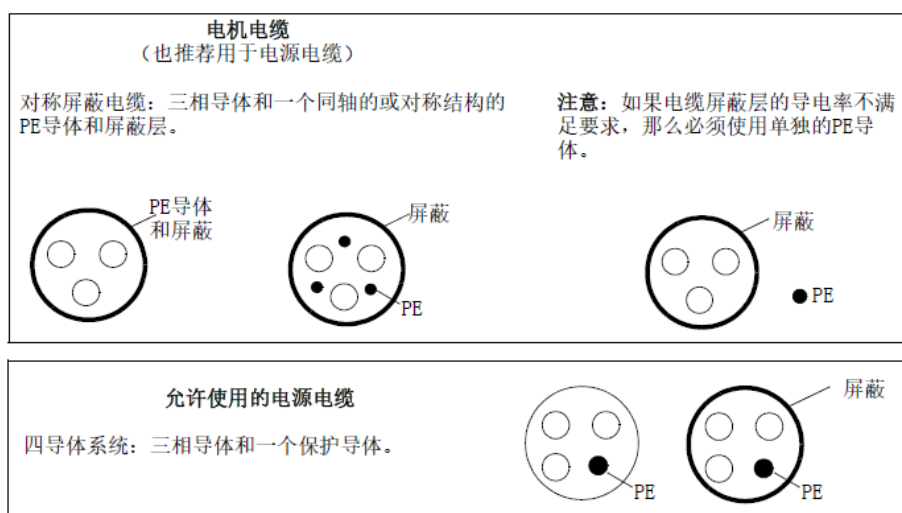 电机电缆
（也推荐用于电源电缆）
对称屏蔽电缆：三相导体和一个同轴的或对称结构的
PE导体和屏蔽层。
注意：如果电缆屏蔽层的导电率不满
足要求，那么必须使用单独的PE导
体。
PE导体
和屏蔽
屏蔽
PE
屏蔽
PE
允许使用的电源电缆
四导体系统：三相导体和一个保护导体。
屏蔽
PE
PE